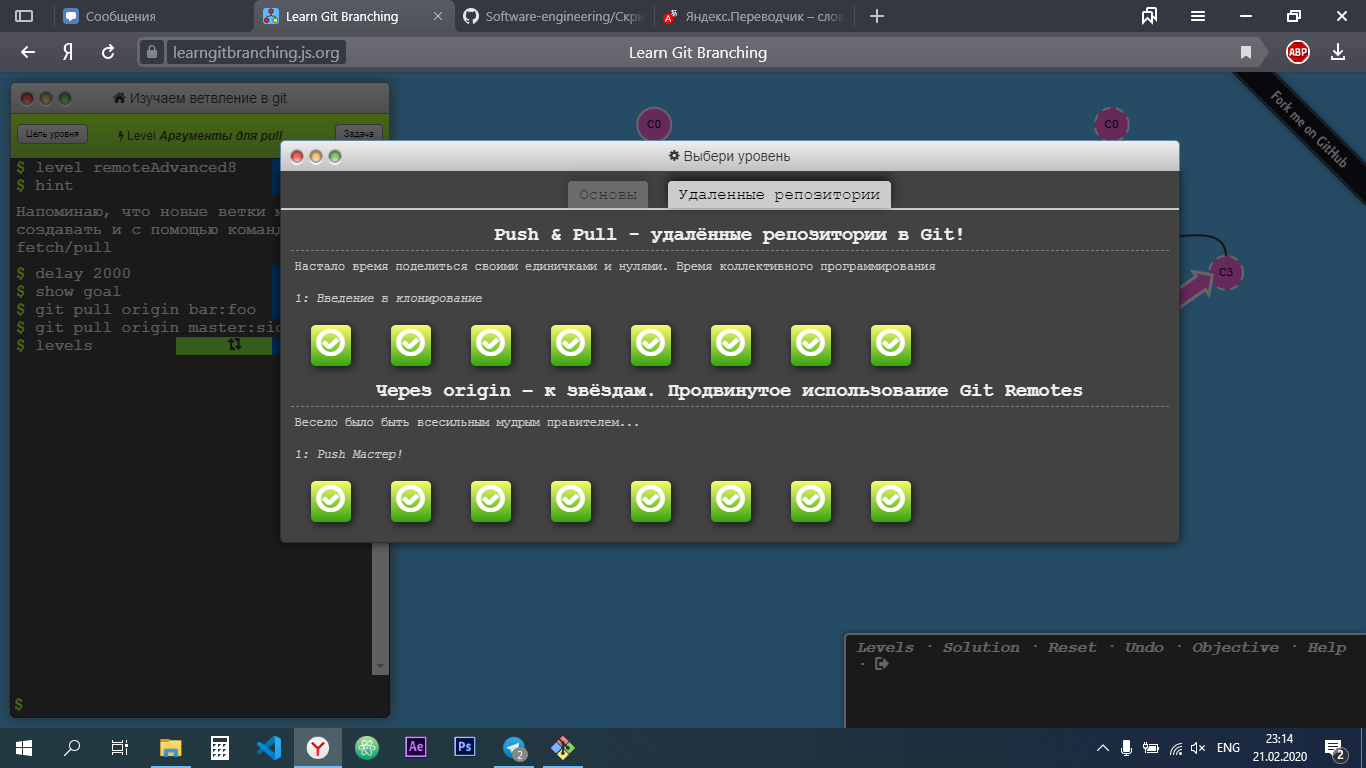 Сообщения
Learn Git Branching
Software-engineering/Скри
Яндекс.Переводчик – слов
Я
learngitbranching.js.org
Learn Git Branching
ABP
Изучаем ветвление в git
Цель уровня
Level Аргументы для pull
Задача
$ level remoteAdvanced8
$ hint
Напоминаю, что новые ветки
создавать и с помощью команд
fetch/pull
$ delay 2000
$ show goal
$ git pull origin bar:foo
$ git pull origin master:sid
$ levels
$
C0
C0
C3
Fork me on GitHub
Выбери уровень
Основы
Удаленные репозитории
Push & Pull - удалённые репозитории в Git!
Настало время поделиться своими единичками и нулями. Время коллективного программирования
1: Введение в клонирование
Через origin – к звёздам. Продвинутое использование Git Remotes
Весело было быть всесильным мудрым правителем...
1: Push Мастер!
Levels · Solution · Reset · Undo · Objective · Help
·
Ae
Ps
2
ENG
23:14
21.02.2020
2